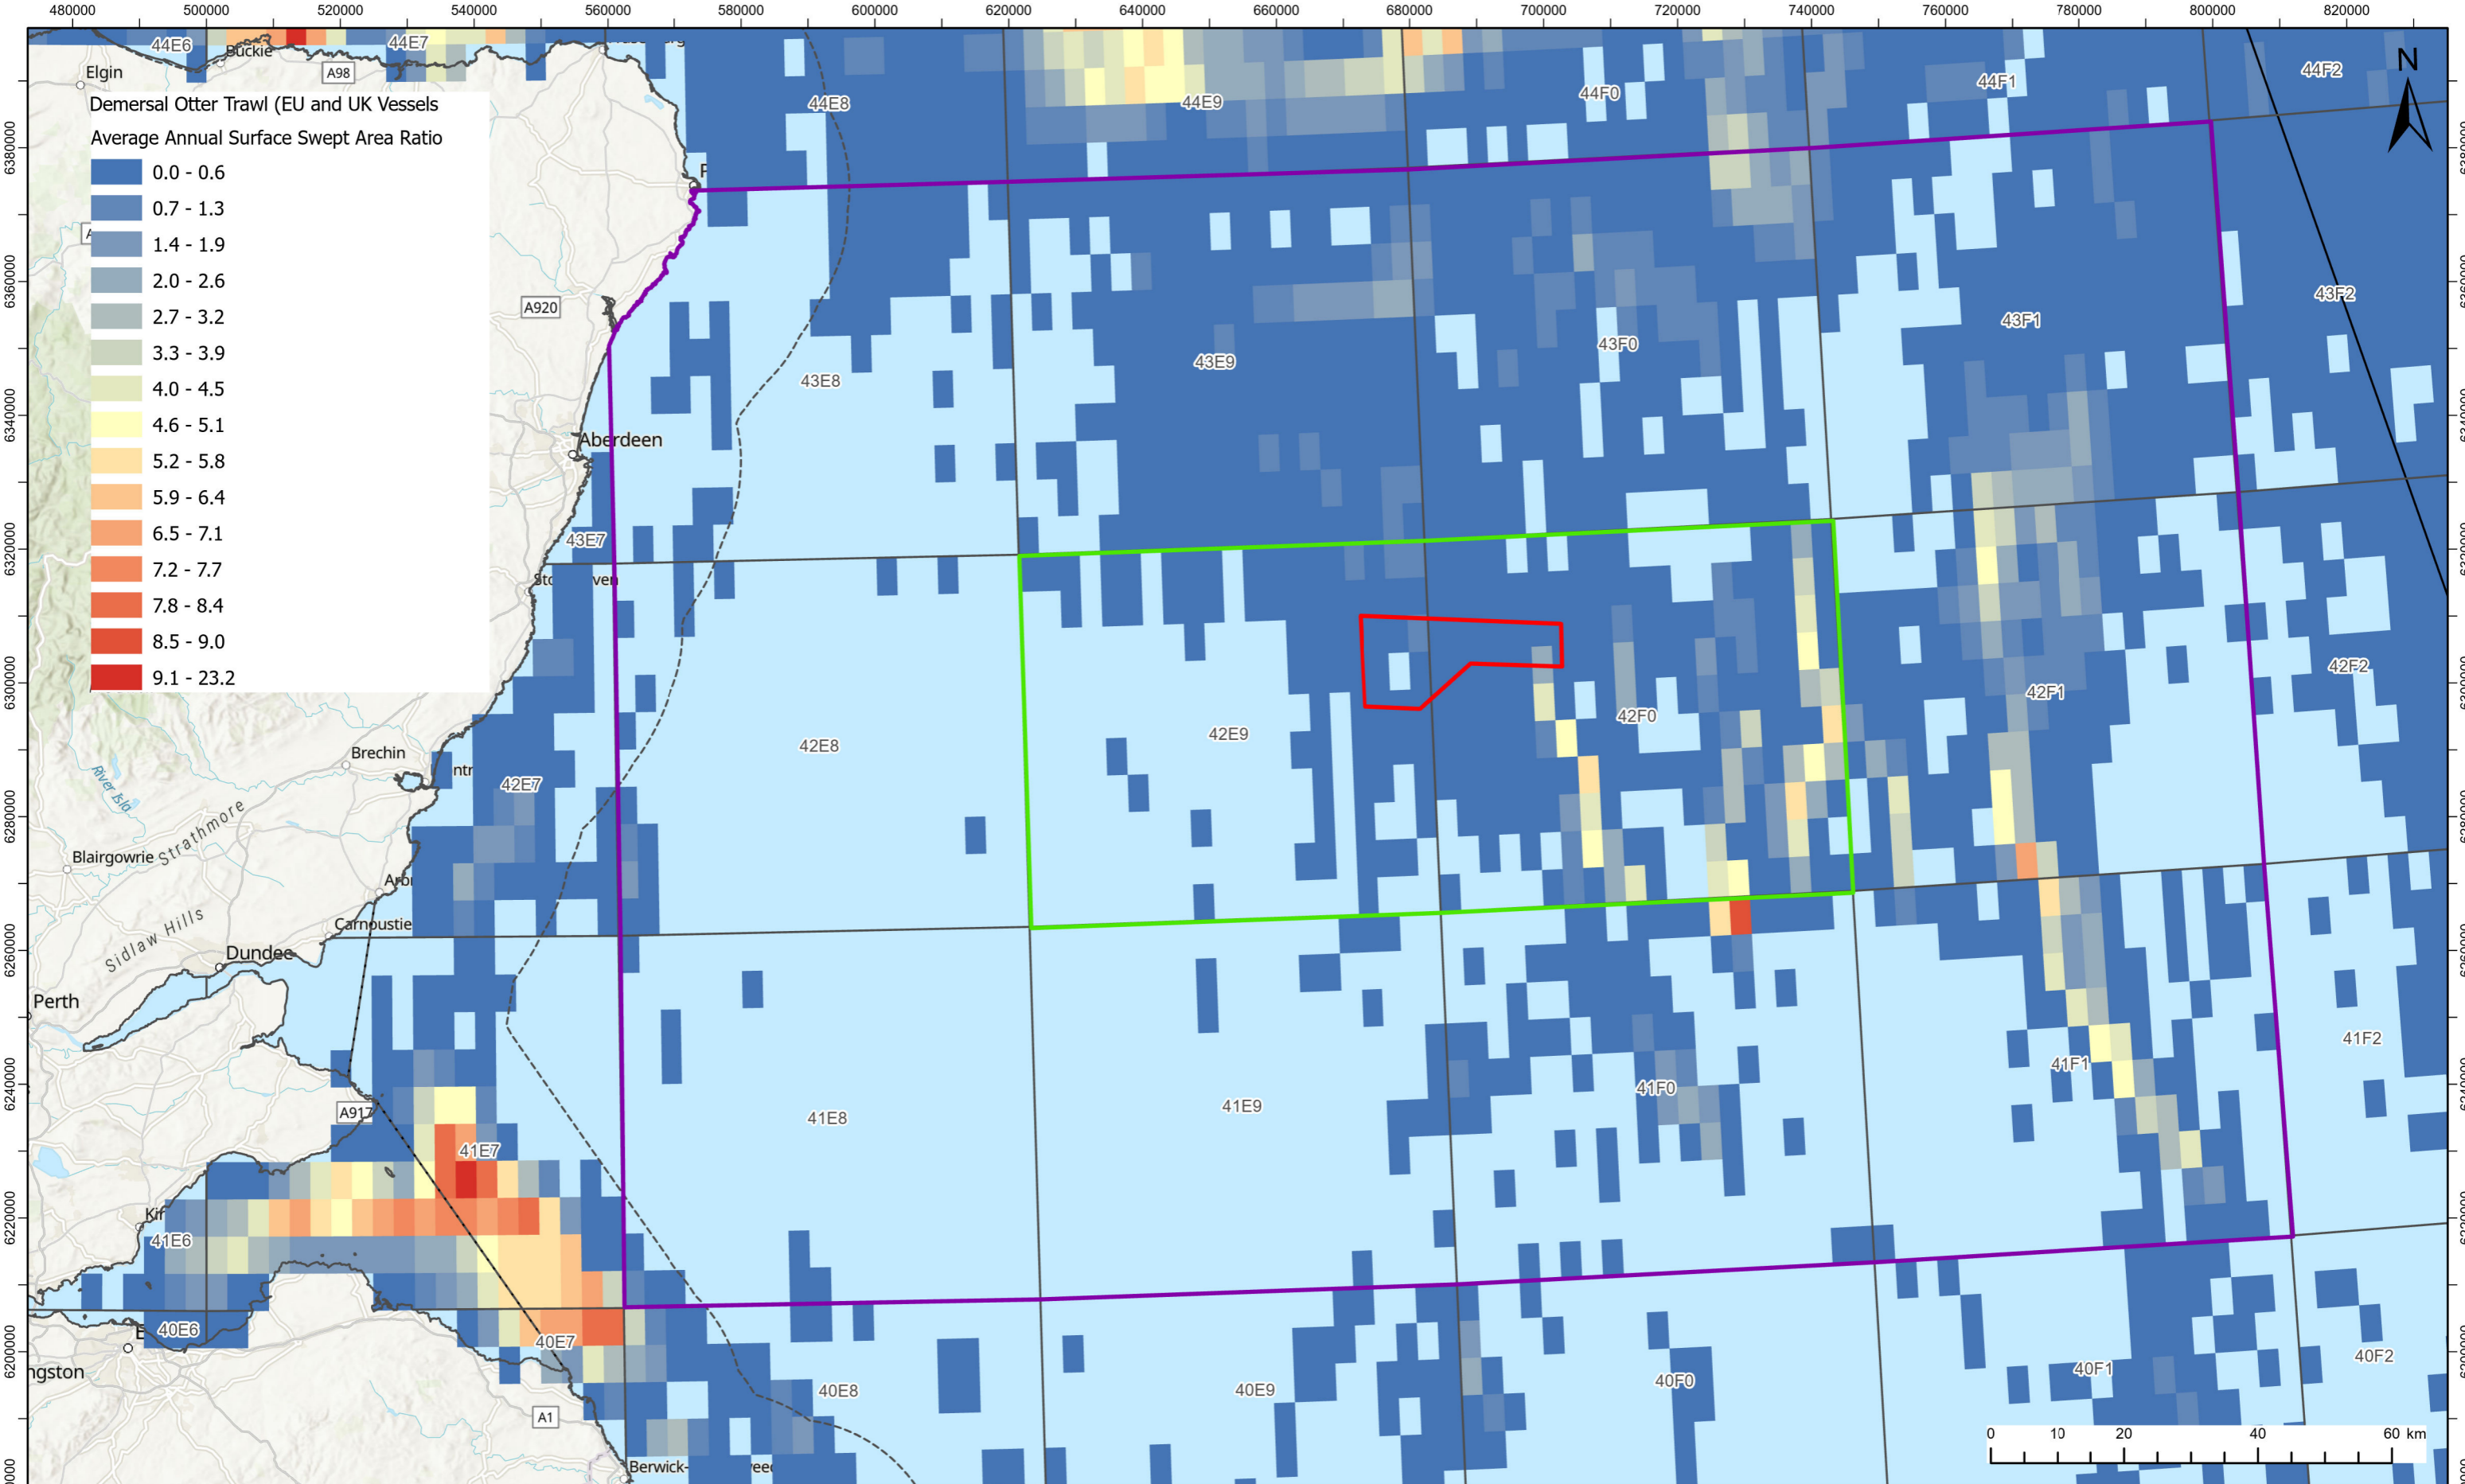 480000 500000 520000 540000 560000 580000 600000 620000 640000 660000 680000 700000 720000 740000 760000 780000 800000 820000
44E6 44E7 44E8 44E9 44F0 44F1 44F2
N
Buckie
Elgin
A98
Demersal Otter Trawl (EU and UK Vessels
Average Annual Surface Swept Area Ratio
0.0 - 0.6
0.7 - 1.3
1.4 - 1.9
2.0 - 2.6
2.7 - 3.2
3.3 - 3.9
4.0 - 4.5
4.6 - 5.1
5.2 - 5.8
5.9 - 6.4
6.5 - 7.1
7.2 - 7.7
7.8 - 8.4
8.5 - 9.0
9.1 - 23.2
6380000
6360000
6340000
6320000
6300000
6280000
6260000
6240000
6220000
6200000
A920
43E7 43E8 43E9 43F0 43F1 43F2
Aberdeen
42E7 42E8 42E9 42F0 42F1 42F2
Brechin
River Isla
Strathmore
Blairgowrie
Sidlaw Hills
Carnoustie
Dundee
Perth
A917
41E6 41E7 41E8 41E9 41F0 41F1 41F2
40E6 40E7 40E8 40E9 40F0 40F1 40F2
ngston
A1
Berwick-
0 10 20 40 60 km